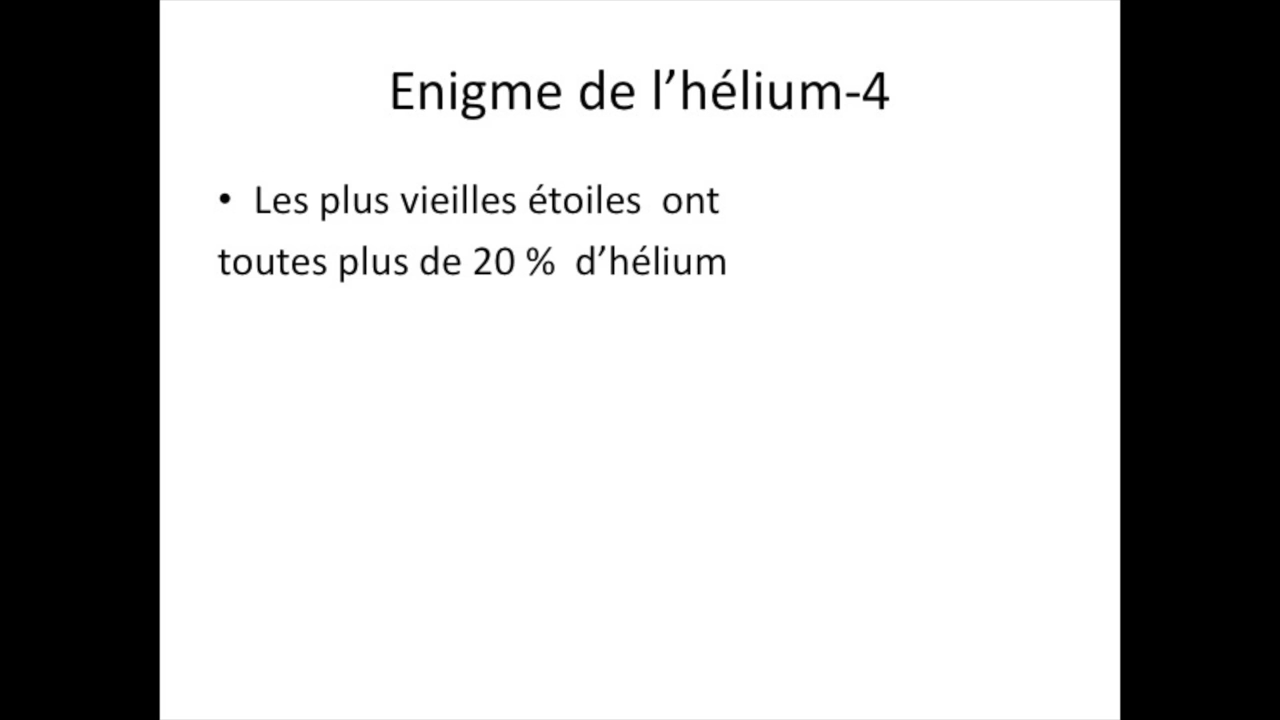 Enigme de l’hélium-4
• Les plus vieilles étoiles ont
toutes plus de 20 % d’hélium